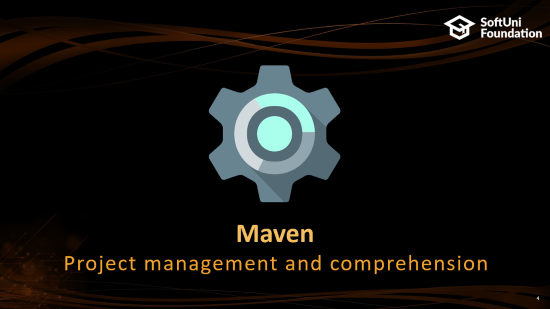 SoftUni
Foundation
Maven
Project management and comprehension
4